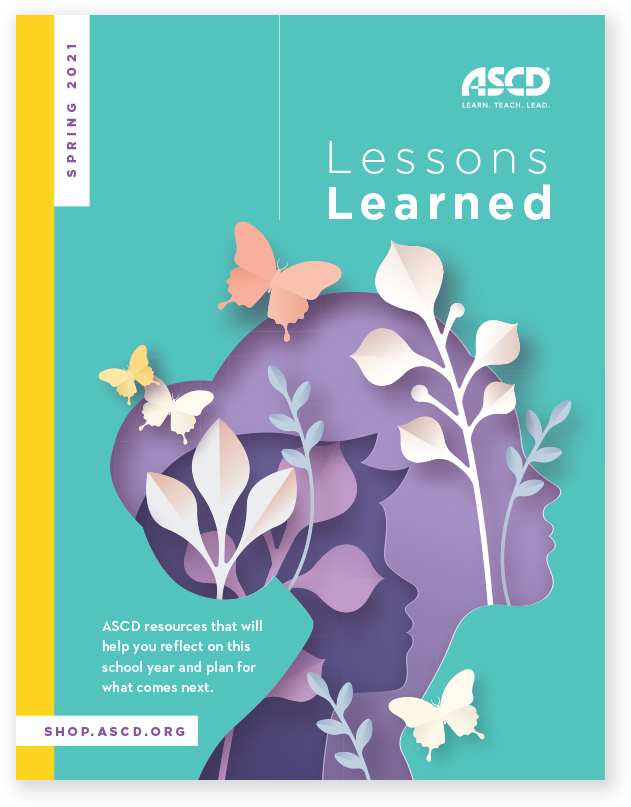 SPRING 2021
ASCD
LEARN. TEACH. LEAD.
Lessons
Learned
ASCD resources that will
help you reflect on this
school year and plan for
what comes next.
SHOP.ASCD.ORG